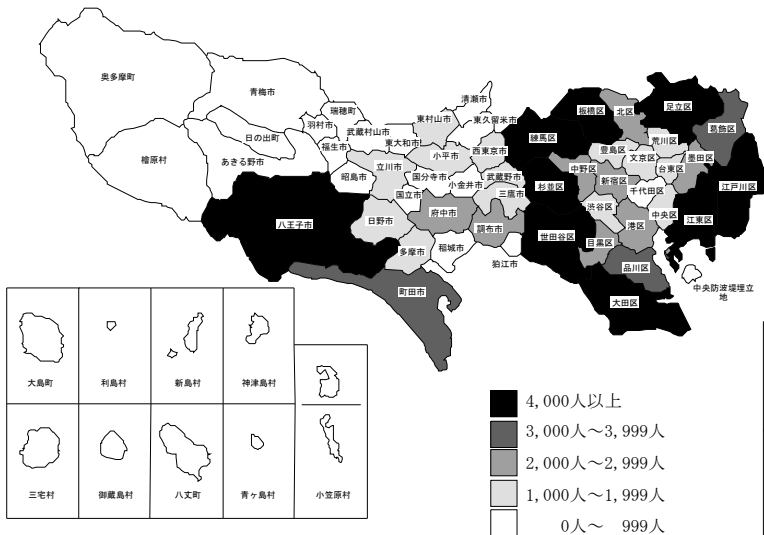 奥多摩町
青梅市
瑞穂町
羽村市
日の出町
武蔵村山市
福生市
檜原村
あきる野市
昭島市
東大和市
東村山市
清瀬市
東久留米市
立川市
小平市
西東京市
国分寺市
小金井市
武蔵野市
国立市
三鷹市
八王子市
日野市
府中市
調布市
多摩市
稲城市
狛江市
町田市
板橋区
北区
足立区
練馬区
荒川区
葛飾区
豊島区
文京区
墨田区
中野区
台東区
杉並区
新宿区
千代田区
江戸川区
渋谷区
中央区
江東区
世田谷区
目黒区
港区
品川区
大田区
中央防波堤埋立
地
大島町
利島村
新島村
神津島村
三宅村
御蔵島村
八丈町
青ヶ島村
小笠原村
4,000人以上
3,000人～3,999人
2,000人～2,999人
1,000人～1,999人
0人～ 999人